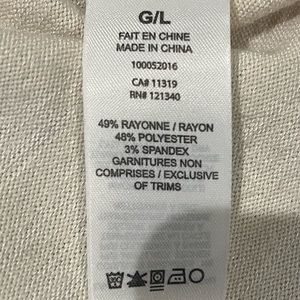 G/L
FAIT EN CHINE
MADE IN CHINA
100052016
CA# 11319
RN# 121340
49% RAYONNE / RAYON
48% POLYESTER
3% SPANDEX
GARNITURES NON
COMPRISES / EXCLUSIVE
OF TRIMS